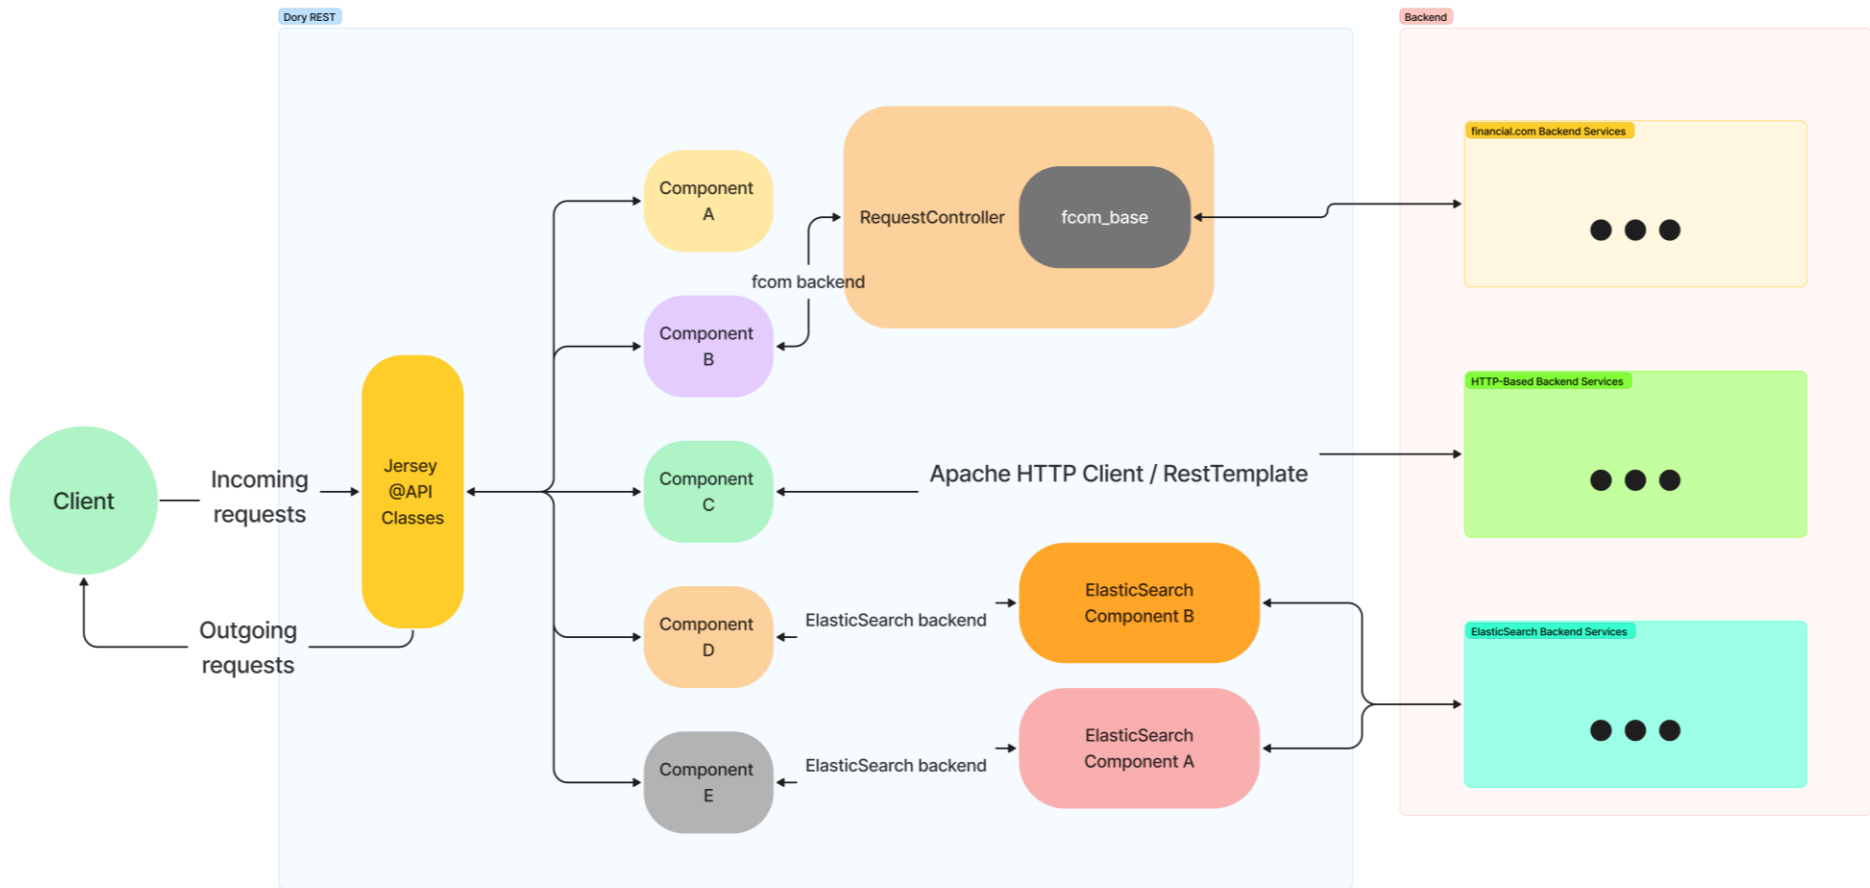 Dory REST
Backend
financial.com Backend Services
Component
A
RequestController
fcom_base
fcom backend
Component
B
HTTP-Based Backend Services
Client
Incoming
requests
Jersey
@API
Classes
Component
C
Apache HTTP Client / RestTemplate
Outgoing
requests
Component
D
ElasticSearch backend
ElasticSearch
Component B
ElasticSearch Backend Services
Component
E
ElasticSearch backend
ElasticSearch
Component A